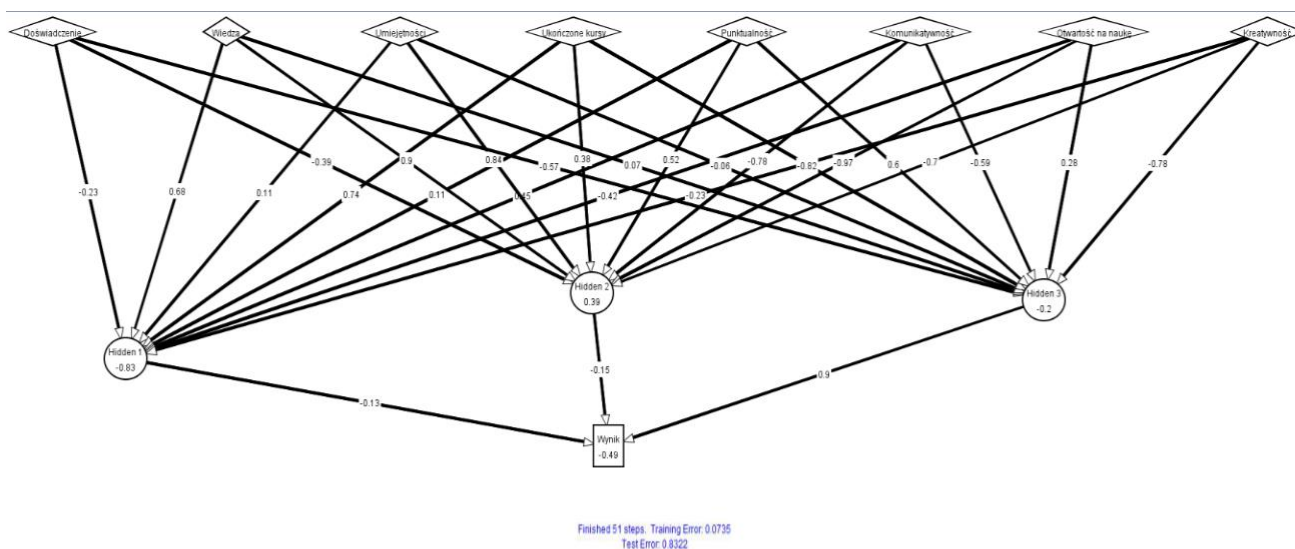 Doświadczenie
Wiedza
Umiejętności
Ukończone kursy
Punktualność
Komunikatywność
Otwartość na naukę
Kreatywność
-0.39
0.9
0.84
-0.57
0.38
0.07
0.52
-0.06
-0.78
-0.82
-0.97
0.6
-0.7
-0.59
0.28
-0.78
-0.23
0.68
0.11
0.74
0.11
-0.42
-0.23
Hidden 2
0.39
Hidden 3
-0.2
Hidden 1
-0.83
-0.15
0.9
-0.13
Wynik
-0.49
Finished 51 steps. Training Error: 0.0735
Test Error: 0.8322